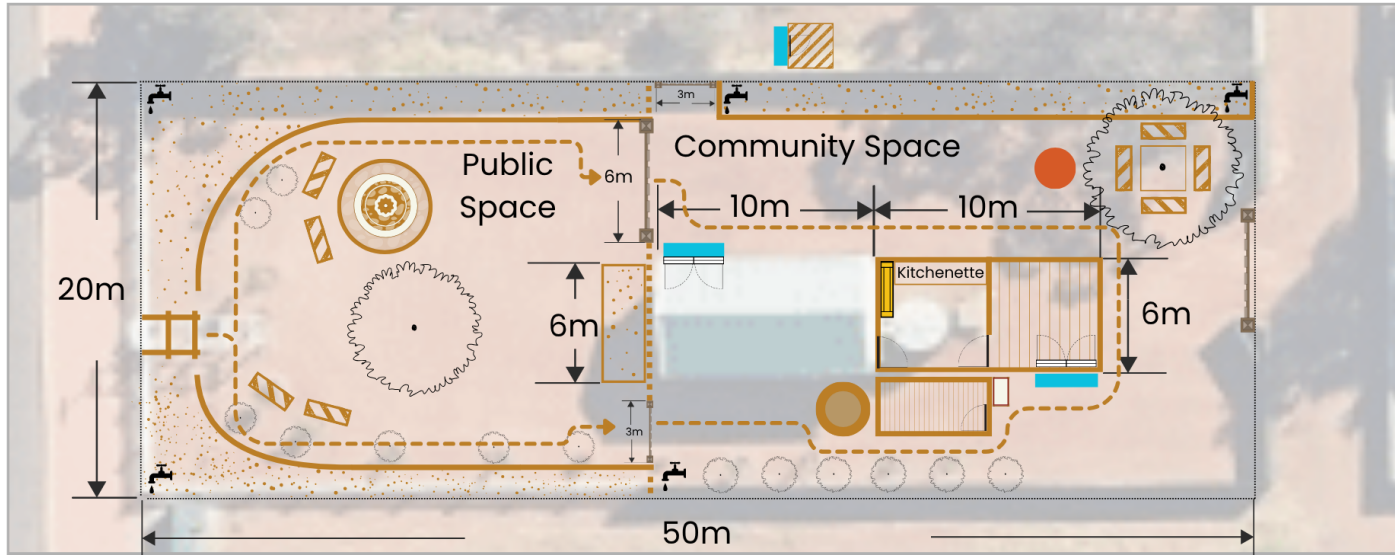 3m
Public
Space
Community Space
6m
10m
10m
20m
Kitchenette
6m
6m
3m
50m